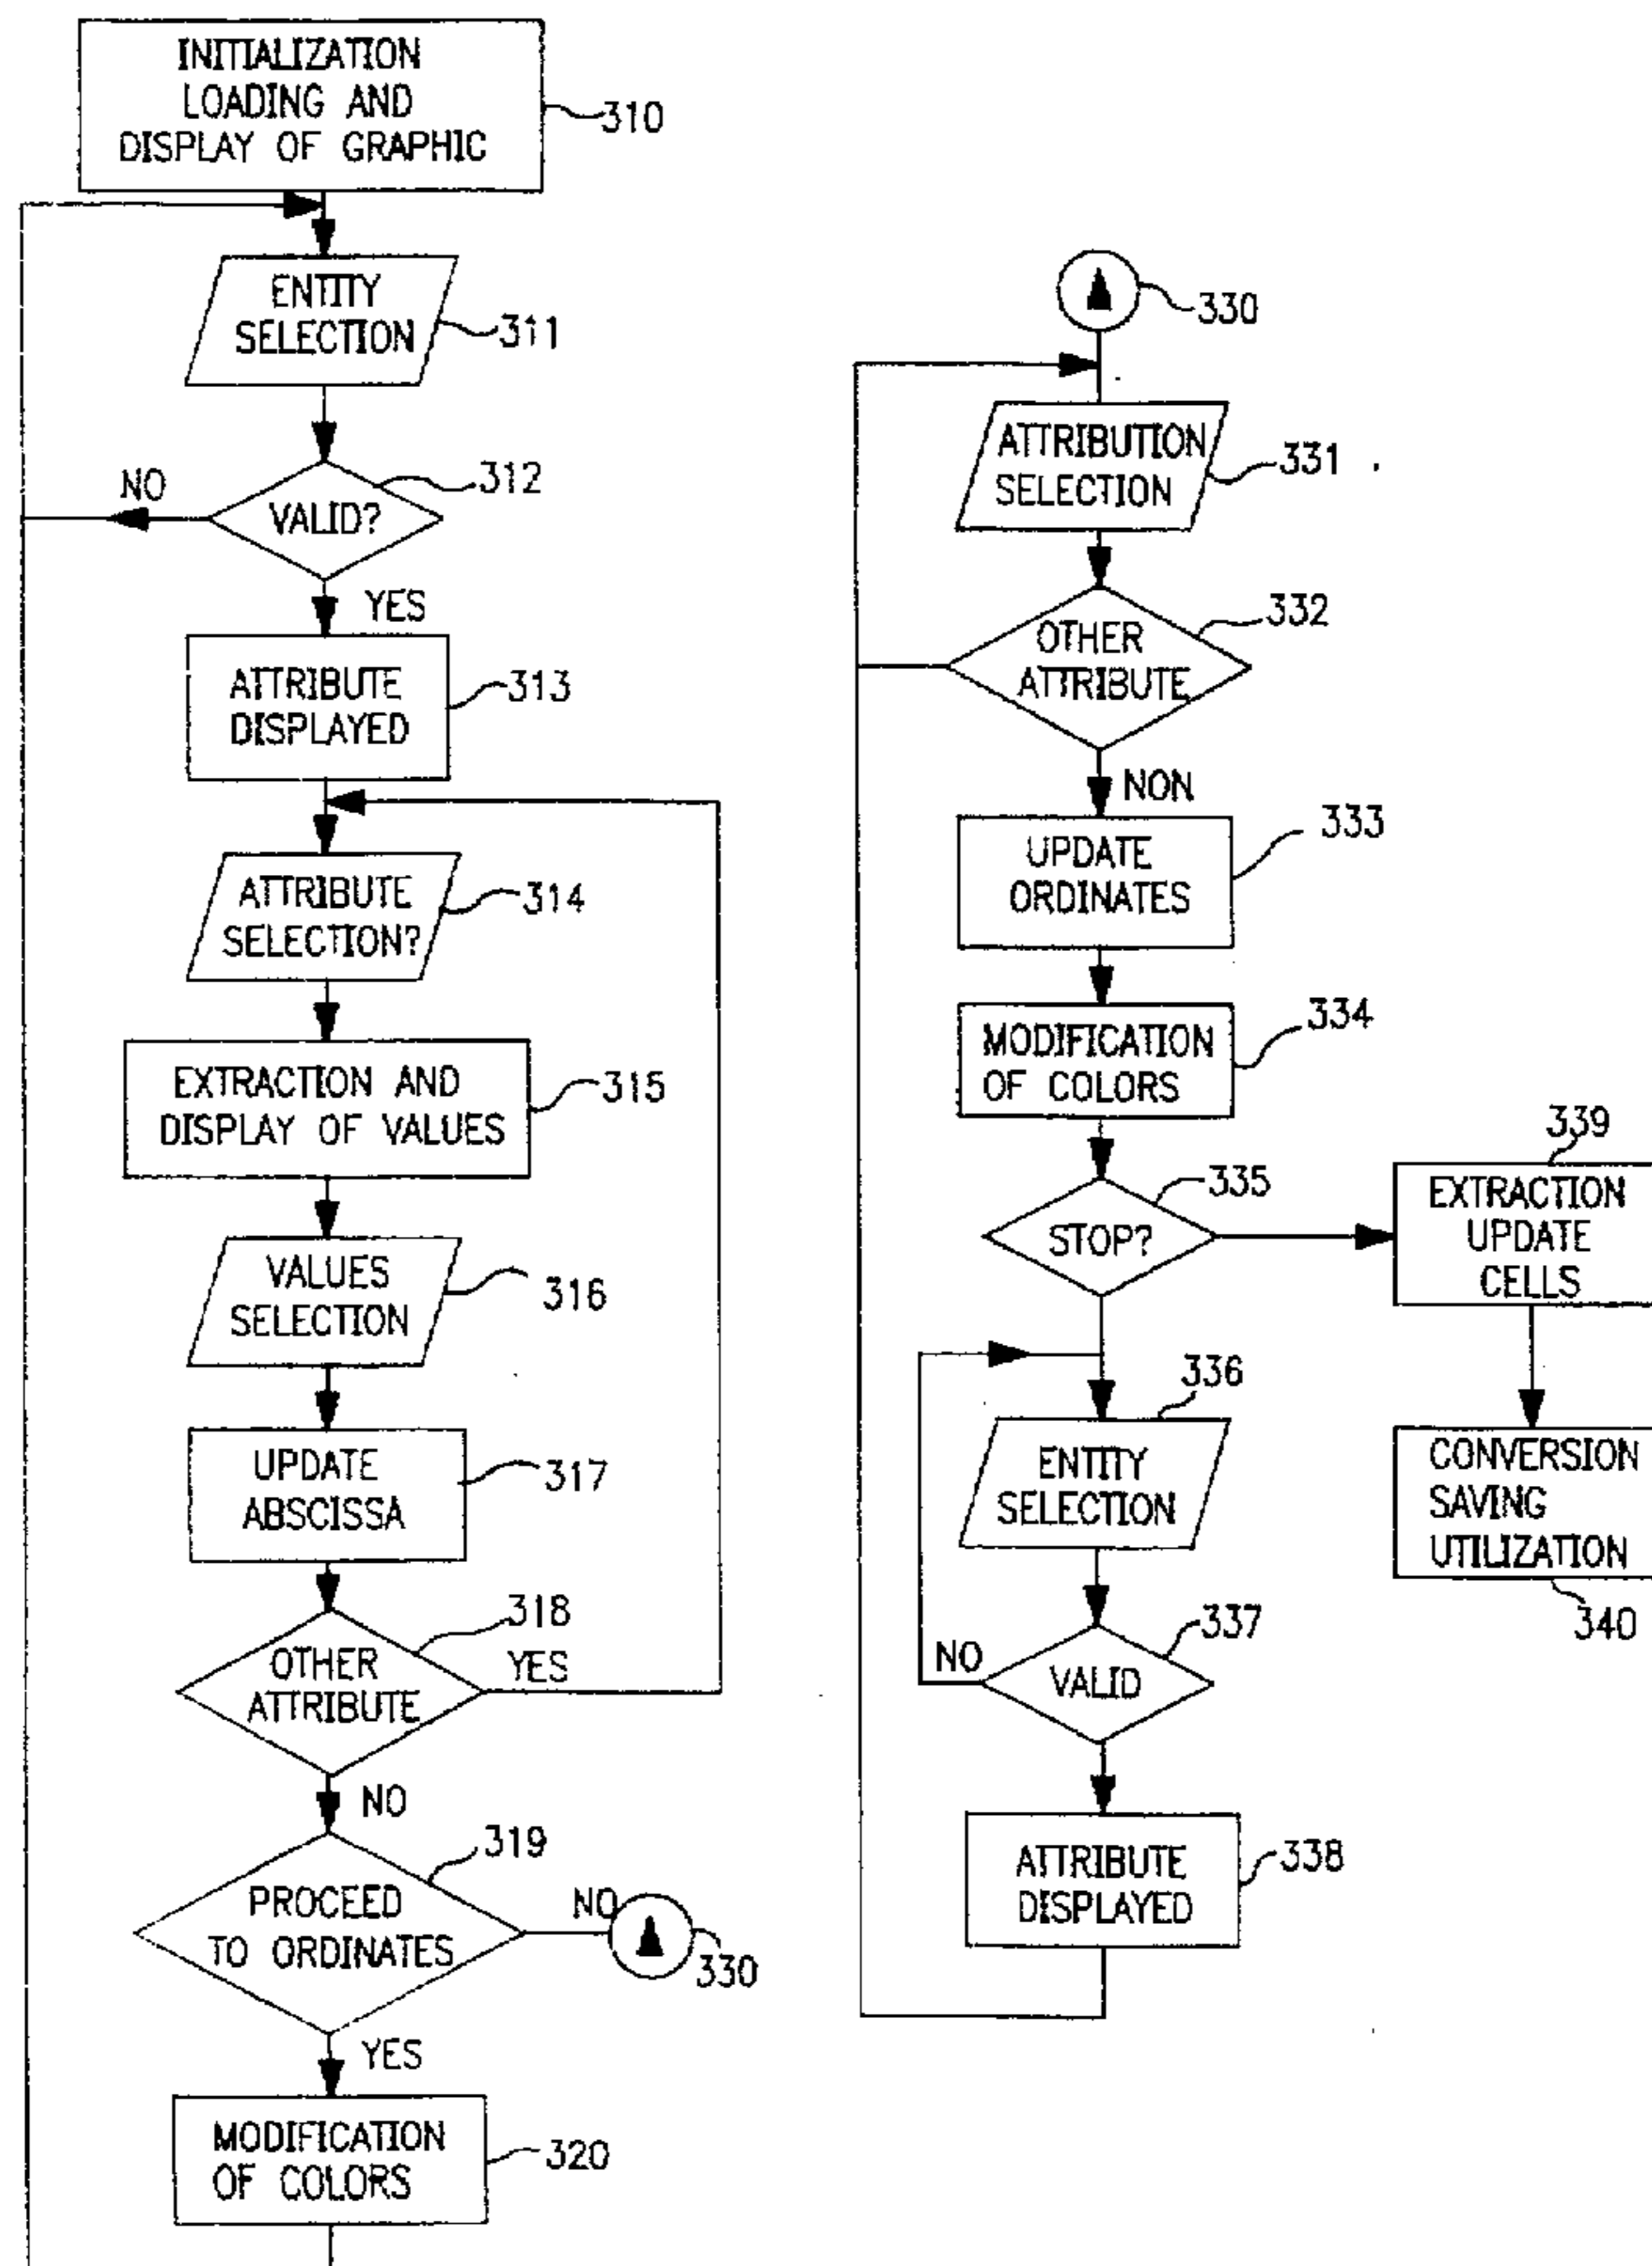 INITIALIZATION
LOADING AND
DISPLAY OF GRAPHIC
310
ENTITY
SELECTION
311
VALID?
312
NO
YES
ATTRIBUTE
DISPLAYED
313
ATTRIBUTE
SELECTION?
314
EXTRACTION AND
DISPLAY OF VALUES
315
VALUES
SELECTION
316
UPDATE
ABSCISSA
317
OTHER
ATTRIBUTE
318
YES
NO
PROCEED
TO ORDINATES
319
NO
330
YES
MODIFICATION
OF COLORS
320
330
ATTRIBUTION
SELECTION
331
OTHER
ATTRIBUTE
332
NON
UPDATE
ORDINATES
333
MODIFICATION
OF COLORS
334
STOP?
335
339
EXTRACTION
UPDATE
CELLS
CONVERSION
SAVING
UTILIZATION
340
336
ENTITY
SELECTION
337
NO
VALID
ATTRIBUTE
DISPLAYED
338